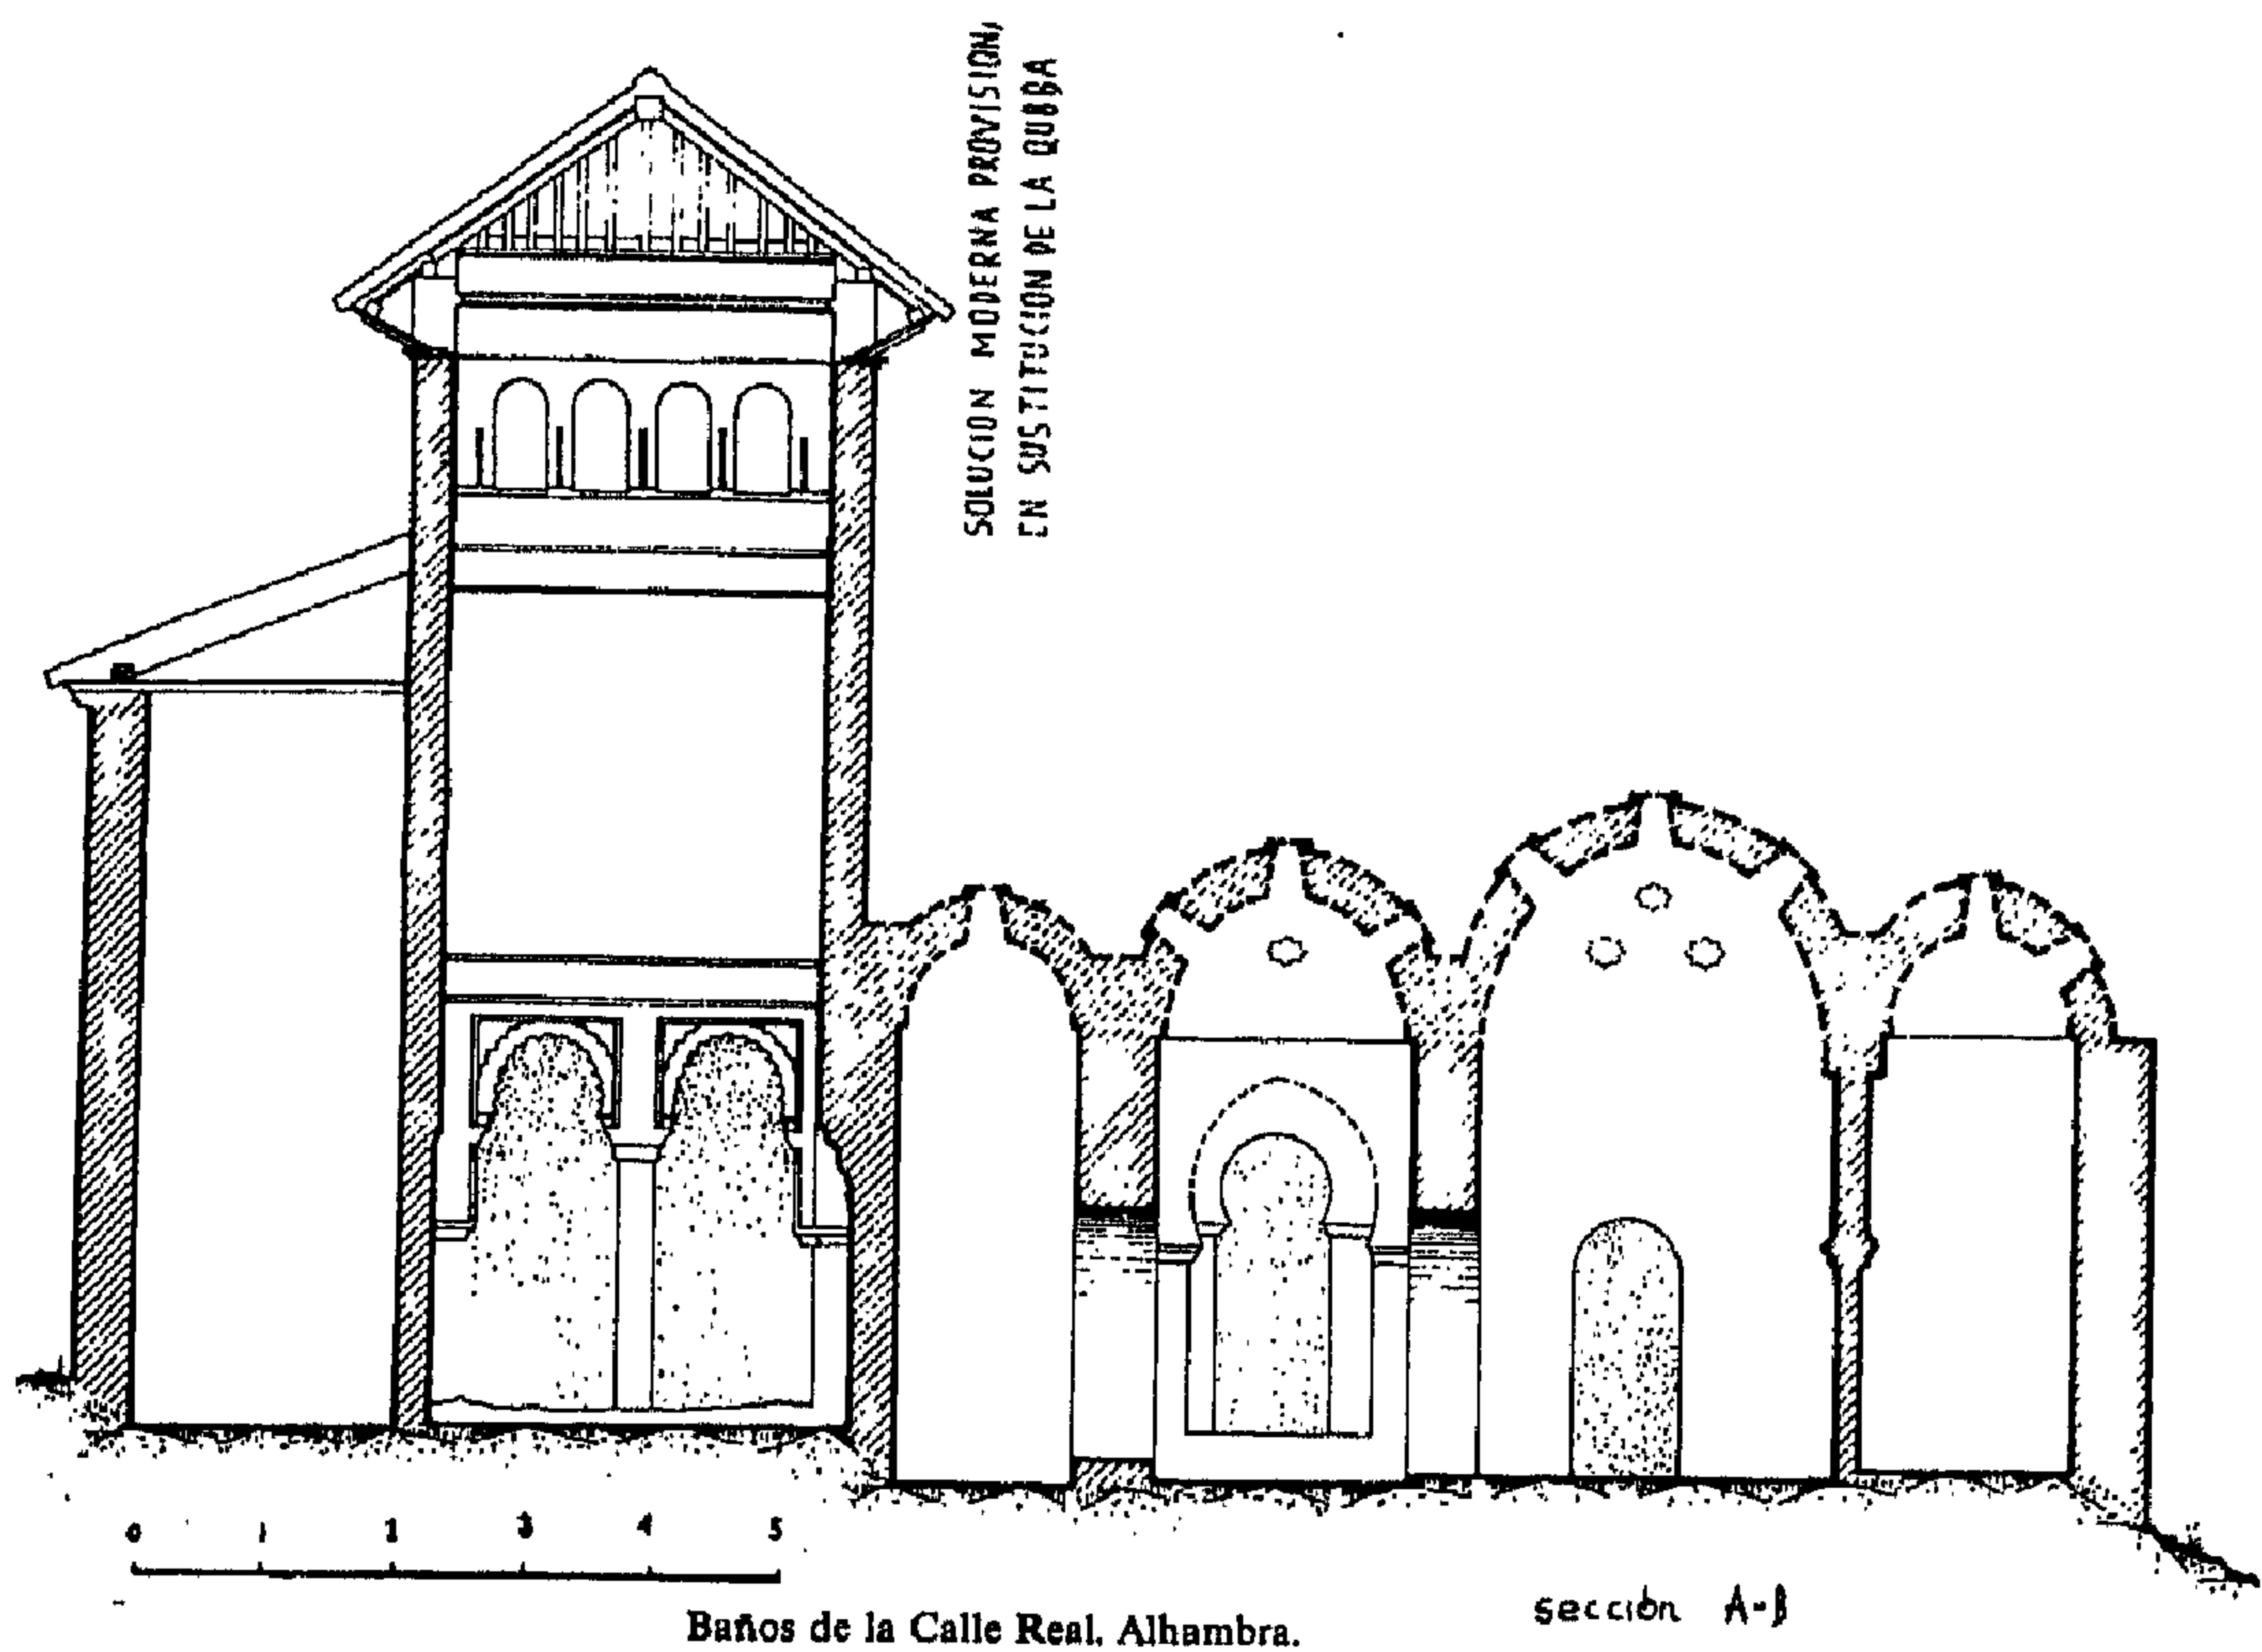 SOLUCION MODERNA PROVISION,
EN SUSTITUCION DE LA QUBBA
0 1 2 3 4 5
sección A-B
Baños de la Calle Real, Alhambra.